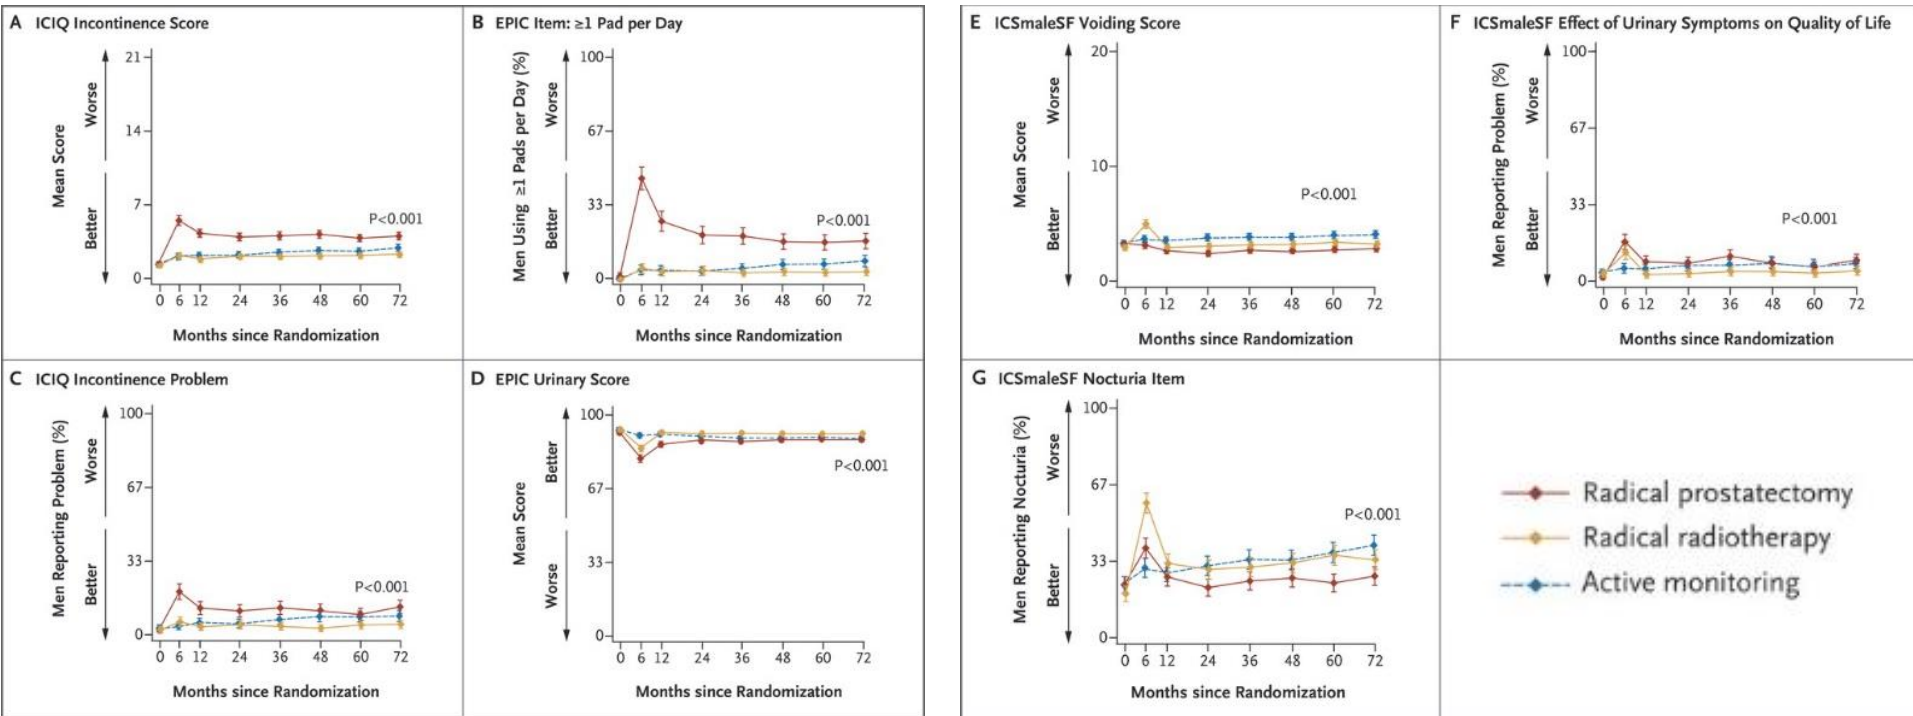 A ICIQ Incontinence Score
Mean Score
Worse
Better
21
14
7
0
P<0.001
0 6 12 24 36 48 60 72
Months since Randomization
B EPIC Item: ≥1 Pad per Day
Men Using ≥1 Pads per Day (%)
Worse
Better
100
67
33
0
P<0.001
0 6 12 24 36 48 60 72
Months since Randomization
C ICIQ Incontinence Problem
Men Reporting Problem (%)
Worse
Better
100
67
33
0
P<0.001
0 6 12 24 36 48 60 72
Months since Randomization
D EPIC Urinary Score
Mean Score
Better
Worse
100
67
33
0
P<0.001
0 6 12 24 36 48 60 72
Months since Randomization
E ICSmaleSF Voiding Score
Mean Score
Worse
Better
20
10
0
P<0.001
0 6 12 24 36 48 60 72
Months since Randomization
F ICSmaleSF Effect of Urinary Symptoms on Quality of Life
Men Reporting Problem (%)
Worse
Better
100
67
33
0
P<0.001
0 6 12 24 36 48 60 72
Months since Randomization
G ICSmaleSF Nocturia Item
Men Reporting Nocturia (%)
Worse
Better
100
67
33
0
P<0.001
0 6 12 24 36 48 60 72
Months since Randomization
Radical prostatectomy
Radical radiotherapy
Active monitoring